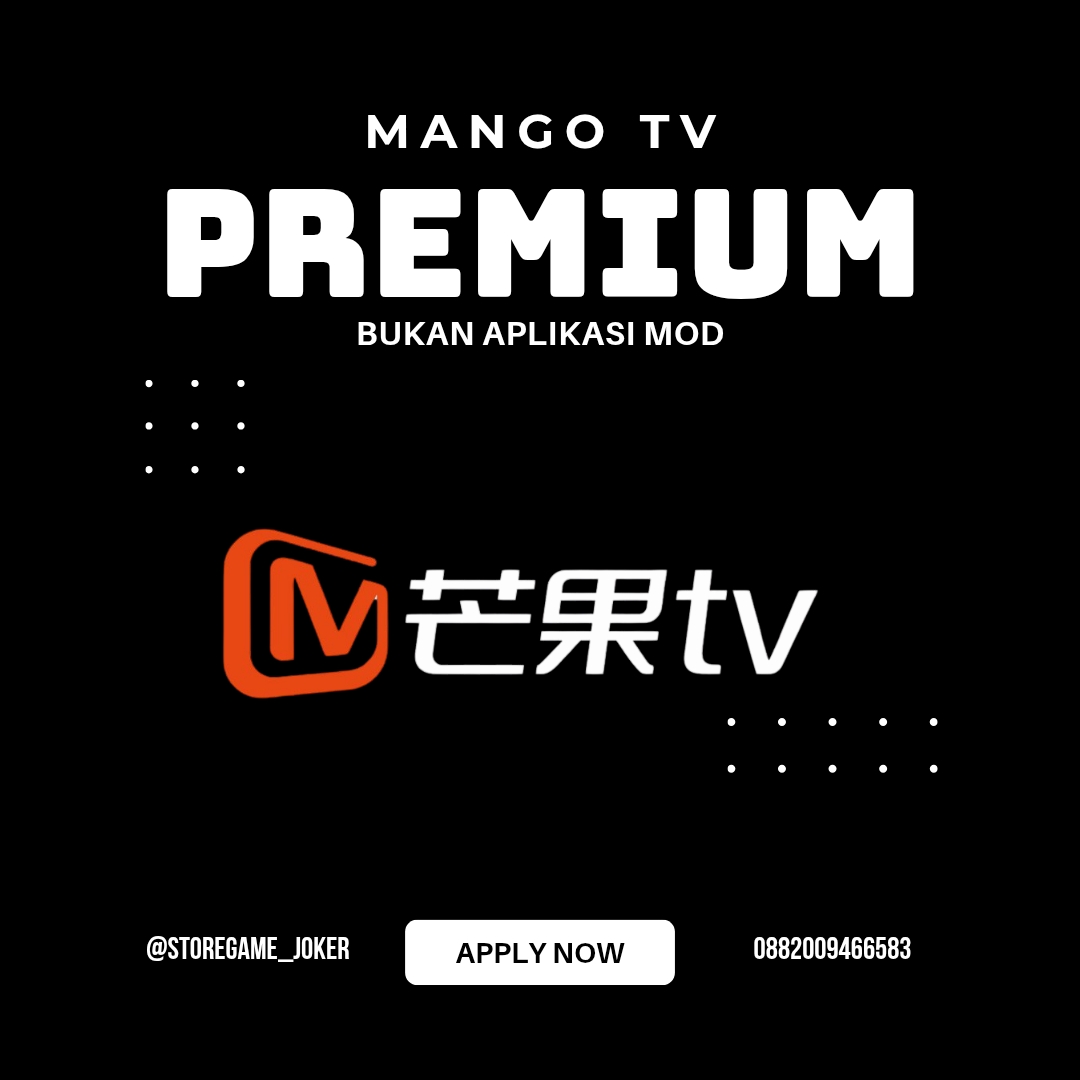 MANGO TV
PREMIUM
BUKAN APLIKASI MOD
芒果tv
@STOREGAME_JOKER
APPLY NOW
0882009466583